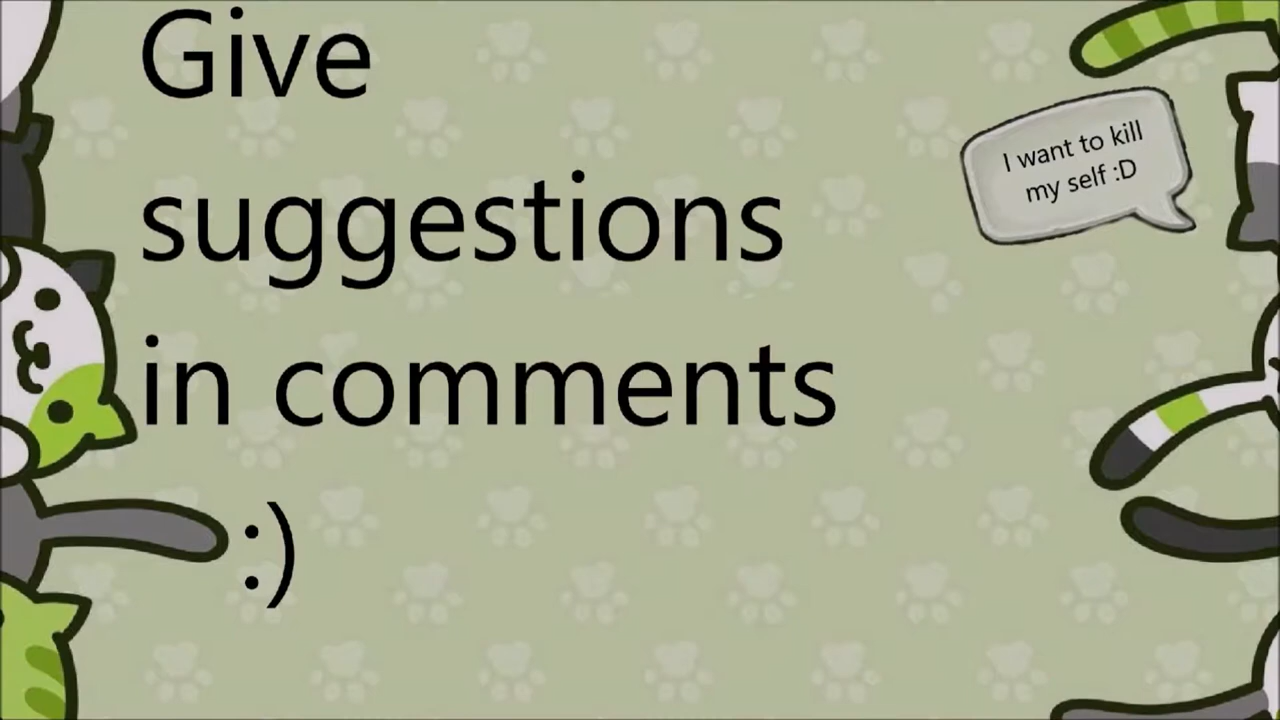 Give
suggestions
in comments
:)
I want to kill
my self :D